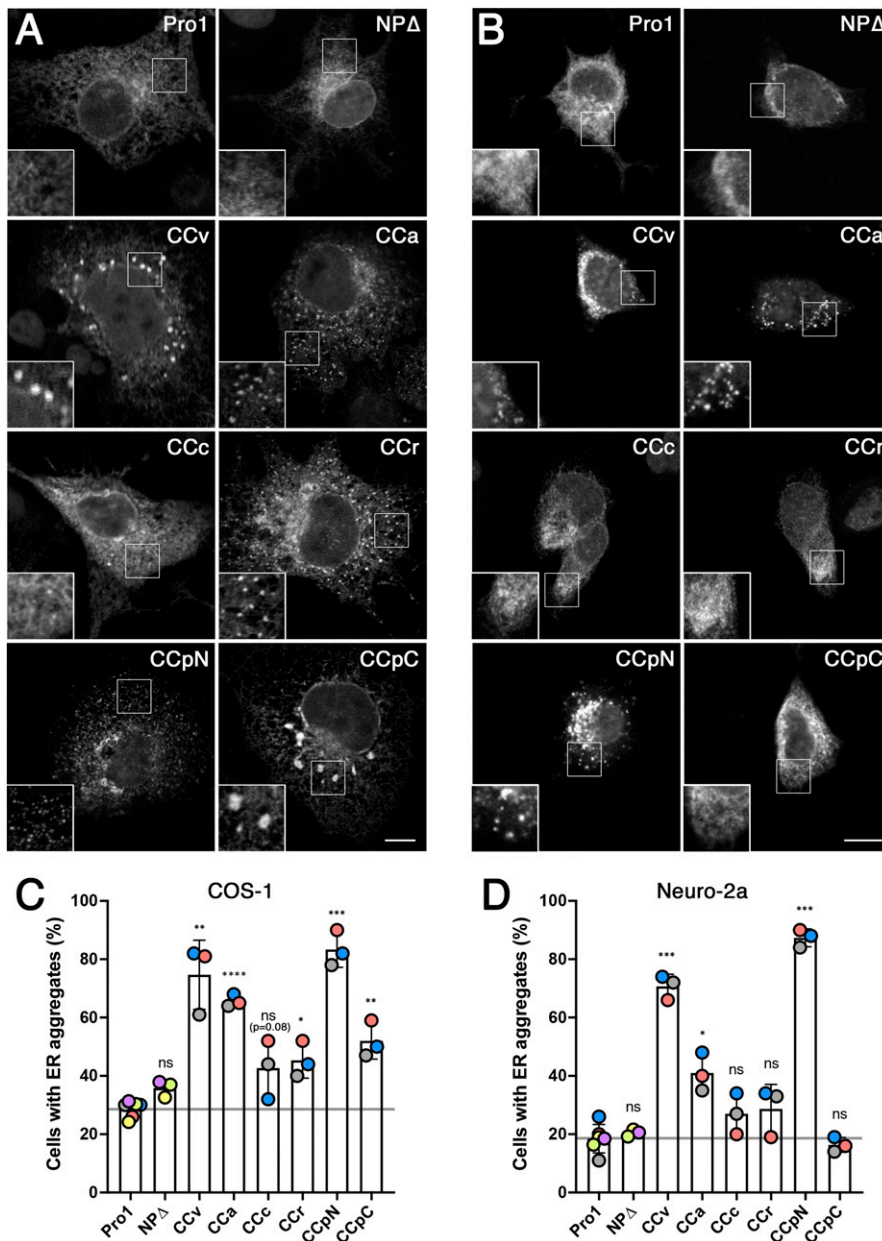 A
Pro1
NPΔ
CCv
CCa
CCc
CCr
CCpN
CCpC
B
Pro1
NPΔ
CCv
CCa
CCc
CCr
CCpN
CCpC
C
COS-1
Cells with ER aggregates (%)
100
80
60
40
20
0
ns
**
****
ns
(p=0.08)
*
***
**
Pro1
NPΔ
CCv
CCa
CCc
CCr
CCpN
CCpC
D
Neuro-2a
Cells with ER aggregates (%)
100
80
60
40
20
0
ns
***
*
ns
ns
***
ns
Pro1
NPΔ
CCv
CCa
CCc
CCr
CCpN
CCpC